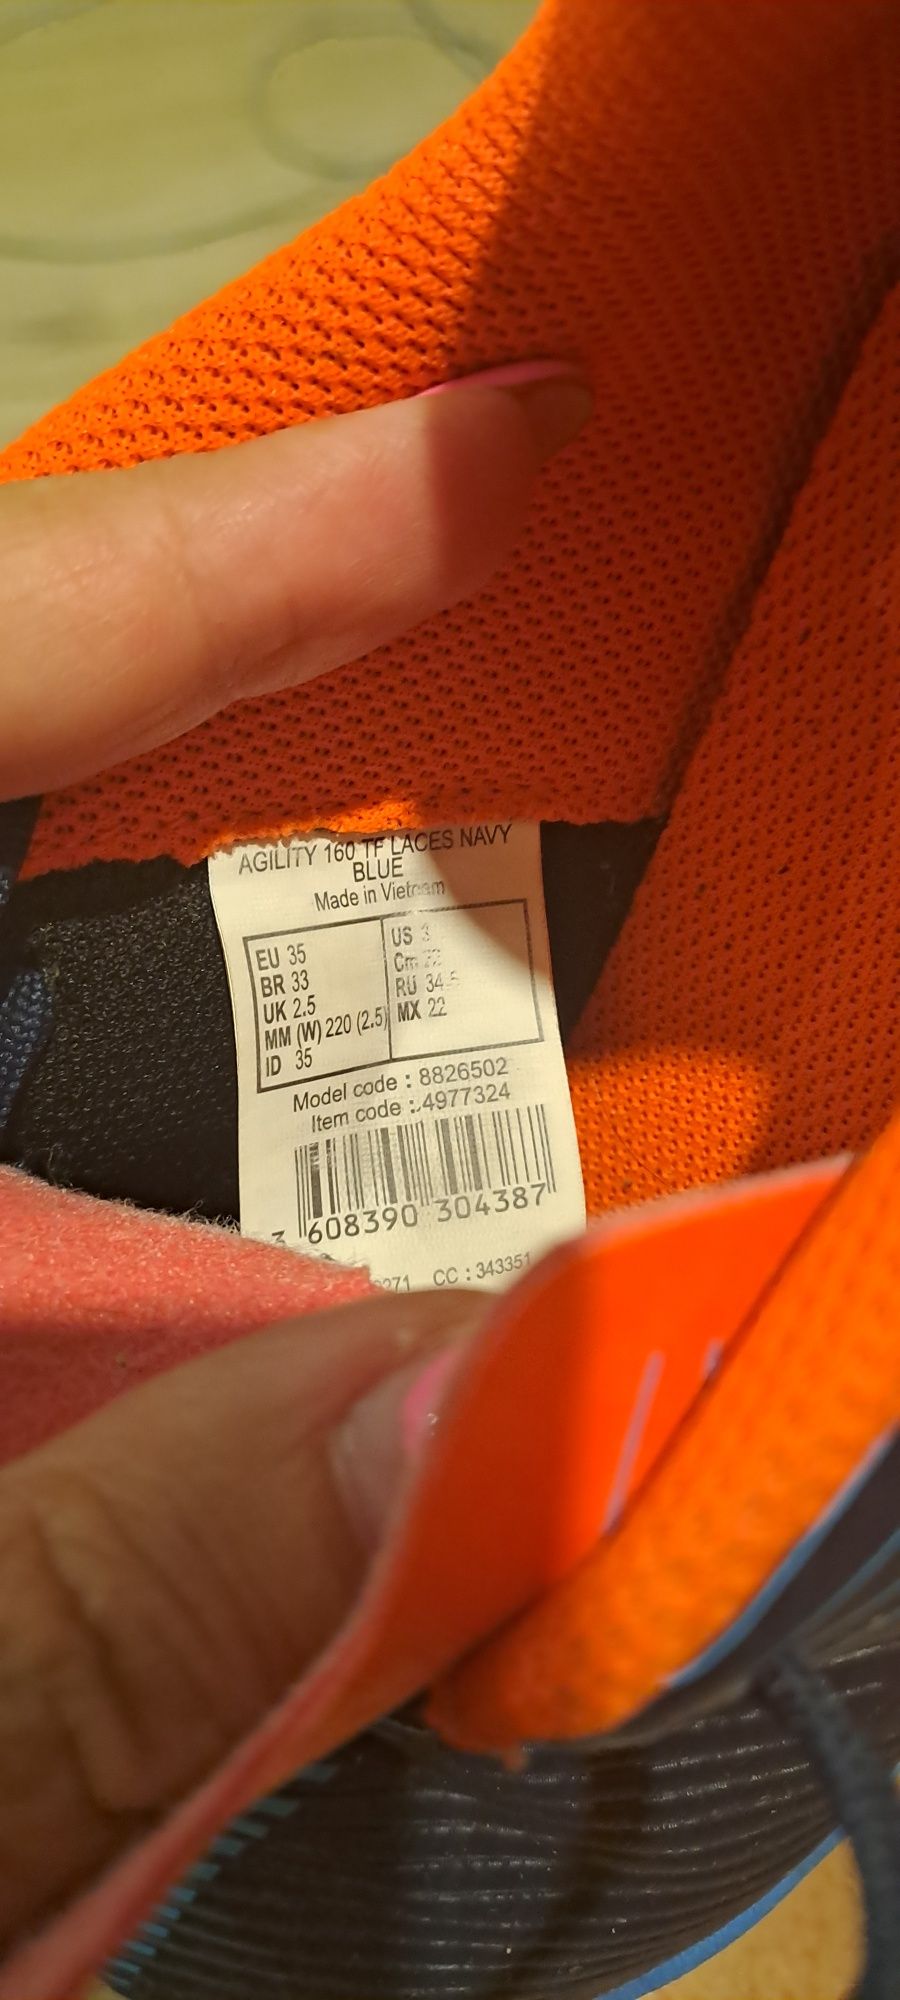 AGILITY 160 TF LACES NAVY
BLUE
Made in Vietnam
EU 35
BR 33
UK 2.5
MM (W) 220 (2.5)
ID 35
US 3
Cm 22
RU 34.5
MX 22
Model code : 8826502
Item code : 4977324
3 608390 304387
CC : 343351